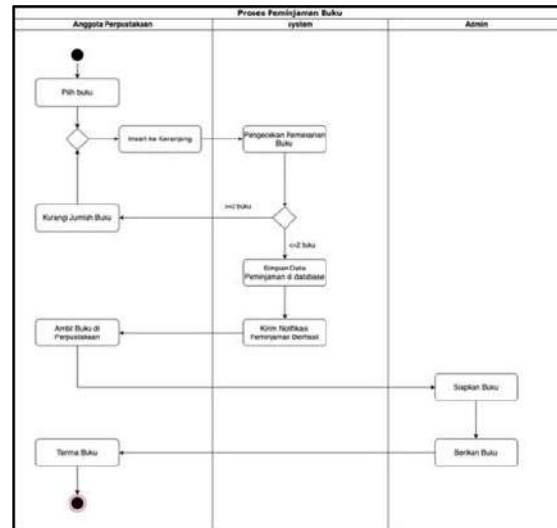 Proses Peminjaman Buku
Anggota Perpustakaan
system
Admin
Pilih buku
Insert ke Keranjang
Pengecekan Pemesanan
Buku
Kurangi Jumlah Buku
buku
<=2 buku
Simpan Data
Peminjaman di database
Ambil Buku di
Perpustakaan
Kirim Notifikasi
Peminjaman Berhasil
Siapkan Buku
Terima Buku
Berikan Buku